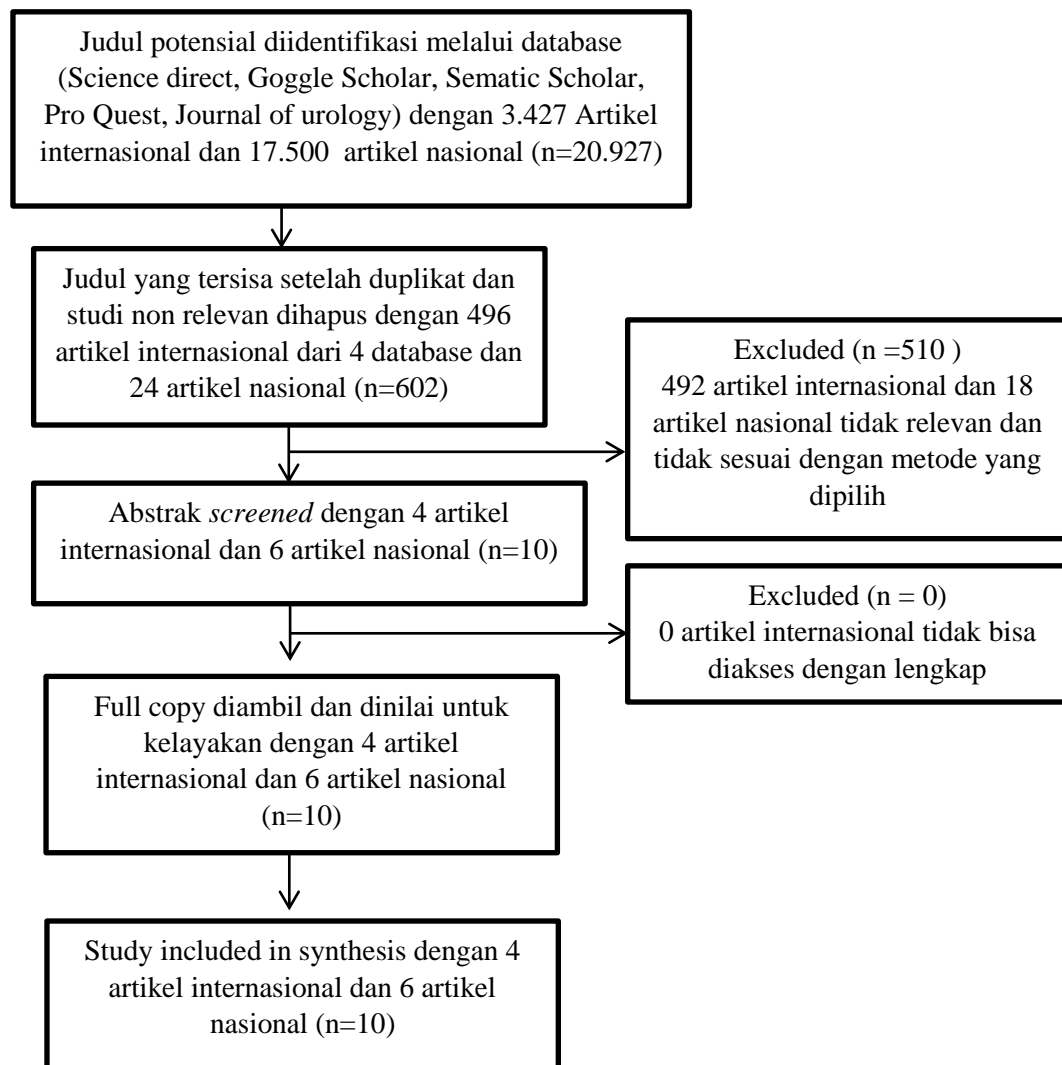 Judul potensial diidentifikasi melalui database
(Science direct, Goggle Scholar, Sematic Scholar,
Pro Quest, Journal of urology) dengan 3.427 Artikel
internasional dan 17.500 artikel nasional (n=20.927)
Judul yang tersisa setelah duplikat dan
studi non relevan dihapus dengan 496
artikel internasional dari 4 database dan
24 artikel nasional (n=602)
Excluded (n =510 )
492 artikel internasional dan 18
artikel nasional tidak relevan dan
tidak sesuai dengan metode yang
dipilih
Abstrak screened dengan 4 artikel
internasional dan 6 artikel nasional (n=10)
Excluded (n = 0)
0 artikel internasional tidak bisa
diakses dengan lengkap
Full copy diambil dan dinilai untuk
kelayakan dengan 4 artikel
internasional dan 6 artikel nasional
(n=10)
Study included in synthesis dengan 4
artikel internasional dan 6 artikel
nasional (n=10)